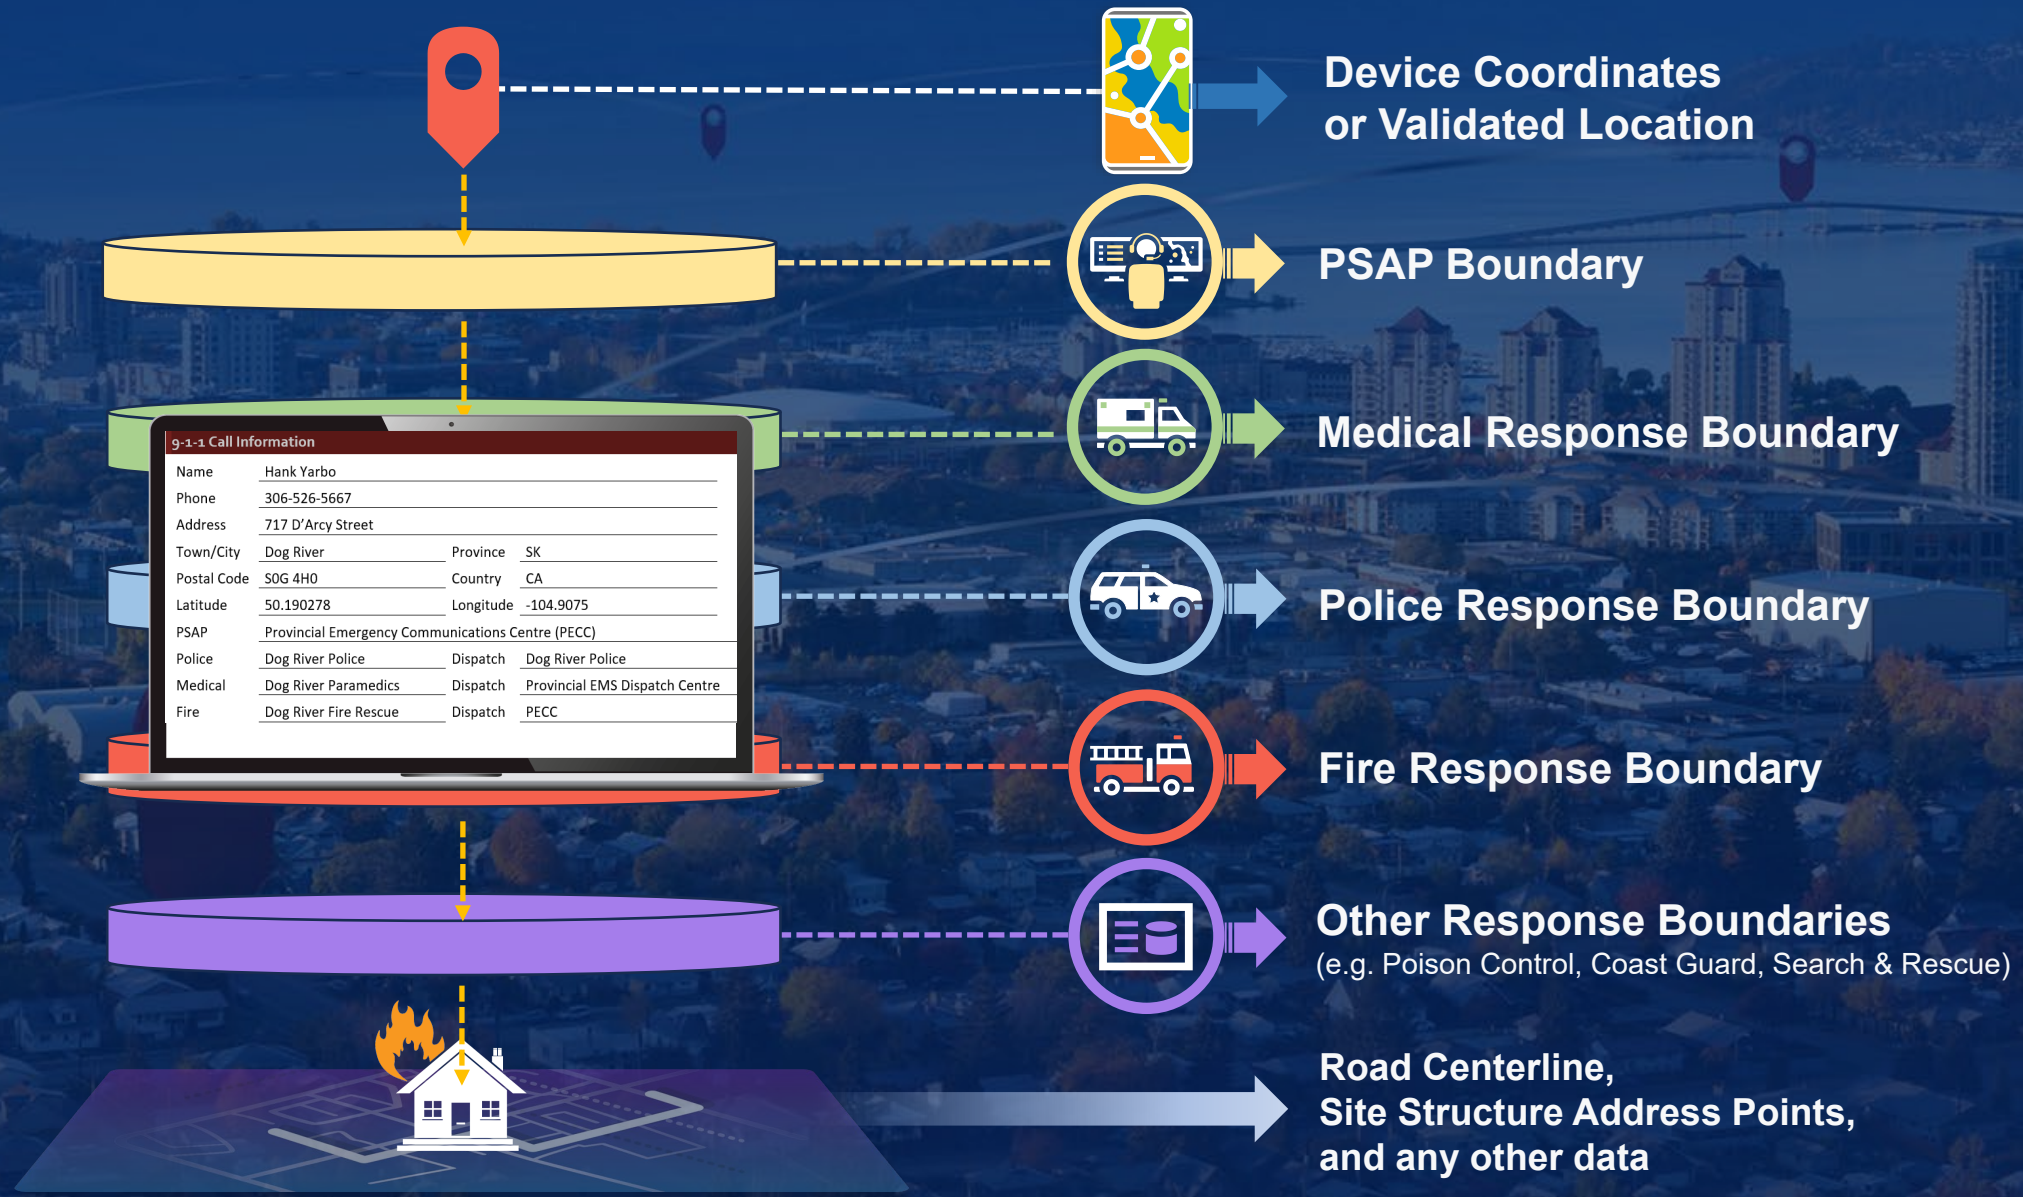 Device Coordinates
or Validated Location
PSAP Boundary
Medical Response Boundary
9-1-1 Call Information
Name Hank Yarbo
Phone 306-526-5667
Address 717 D'Arcy Street
Town/City Dog River Province SK
Postal Code S0G 4H0 Country CA
Latitude 50.190278 Longitude -104.9075
PSAP Provincial Emergency Communications Centre (PECC)
Police Dog River Police Dispatch Dog River Police
Medical Dog River Paramedics Dispatch Provincial EMS Dispatch Centre
Fire Dog River Fire Rescue Dispatch PECC
Police Response Boundary
Fire Response Boundary
Other Response Boundaries
(e.g. Poison Control, Coast Guard, Search & Rescue)
Road Centerline,
Site Structure Address Points,
and any other data